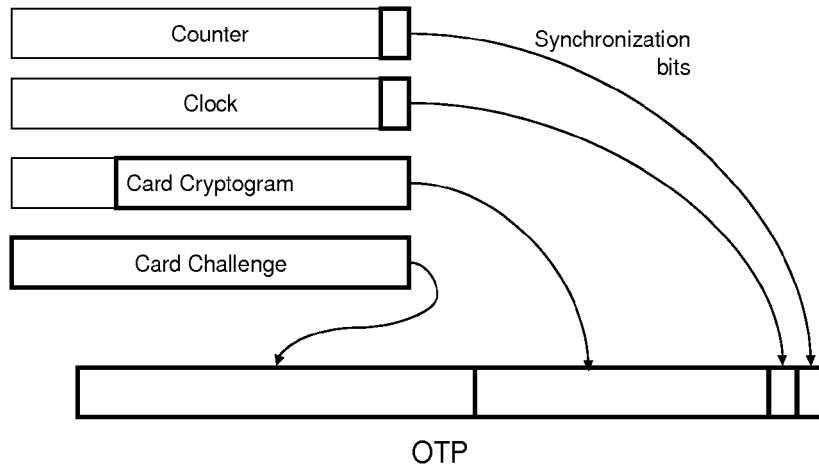 Counter
Synchronization
bits
Clock
Card Cryptogram
Card Challenge
OTP